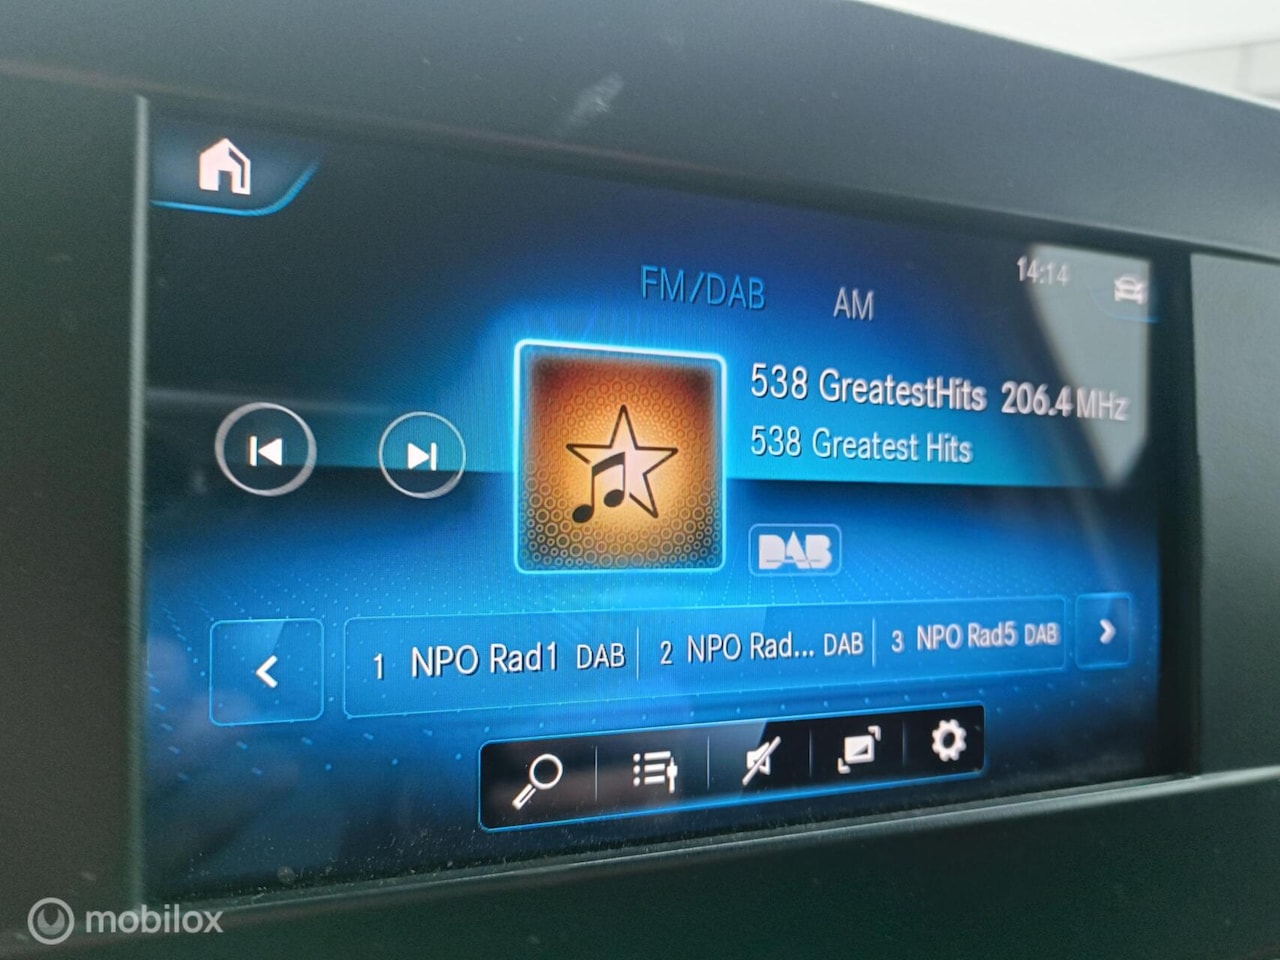 14:14
FM/DAB AM
538 GreatestHits 206.4 MHz
538 Greatest Hits
DAB
1 NPO Rad1 DAB 2 NPO Rad... DAB 3 NPO Rad5 DAB
mobilox